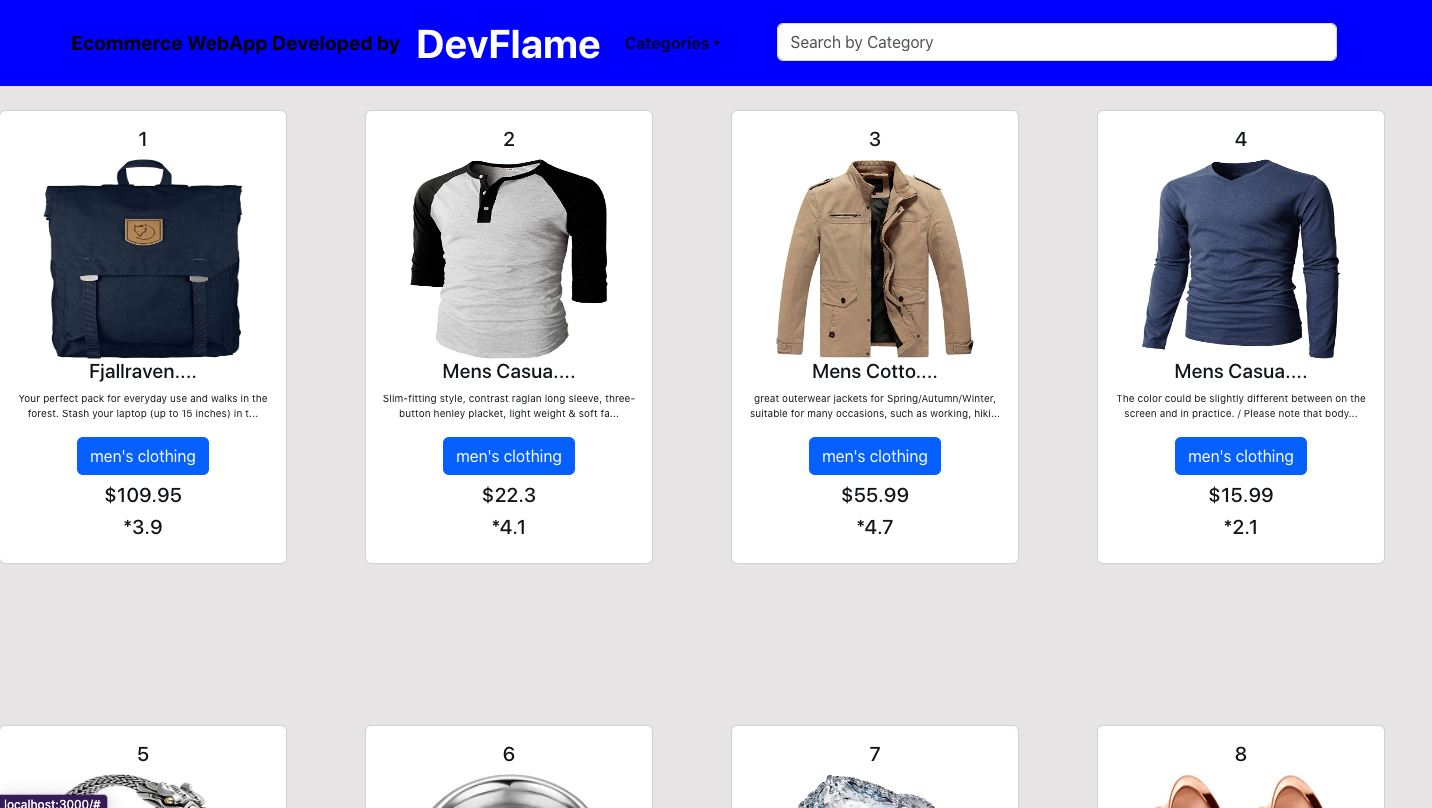 Ecommerce WebApp Developed by DevFlame Categories Search by Category
1
2
3
4
Fjallraven....
Mens Casua....
Mens Cotto....
Mens Casua....
Your perfect pack for everyday use and walks in the
forest. Stash your laptop (up to 15 inches) in t...
Slim-fitting style, contrast raglan long sleeve, three-
button henley placket, light weight & soft fa...
great outerwear jackets for Spring/Autumn/Winter,
suitable for many occasions, such as working, hiki...
The color could be slightly different between on the
screen and in practice. / Please note that body...
men's clothing
men's clothing
men's clothing
men's clothing
$109.95
$22.3
$55.99
$15.99
*3.9
*4.1
*4.7
*2.1
5
6
7
8
localhost:3000/#